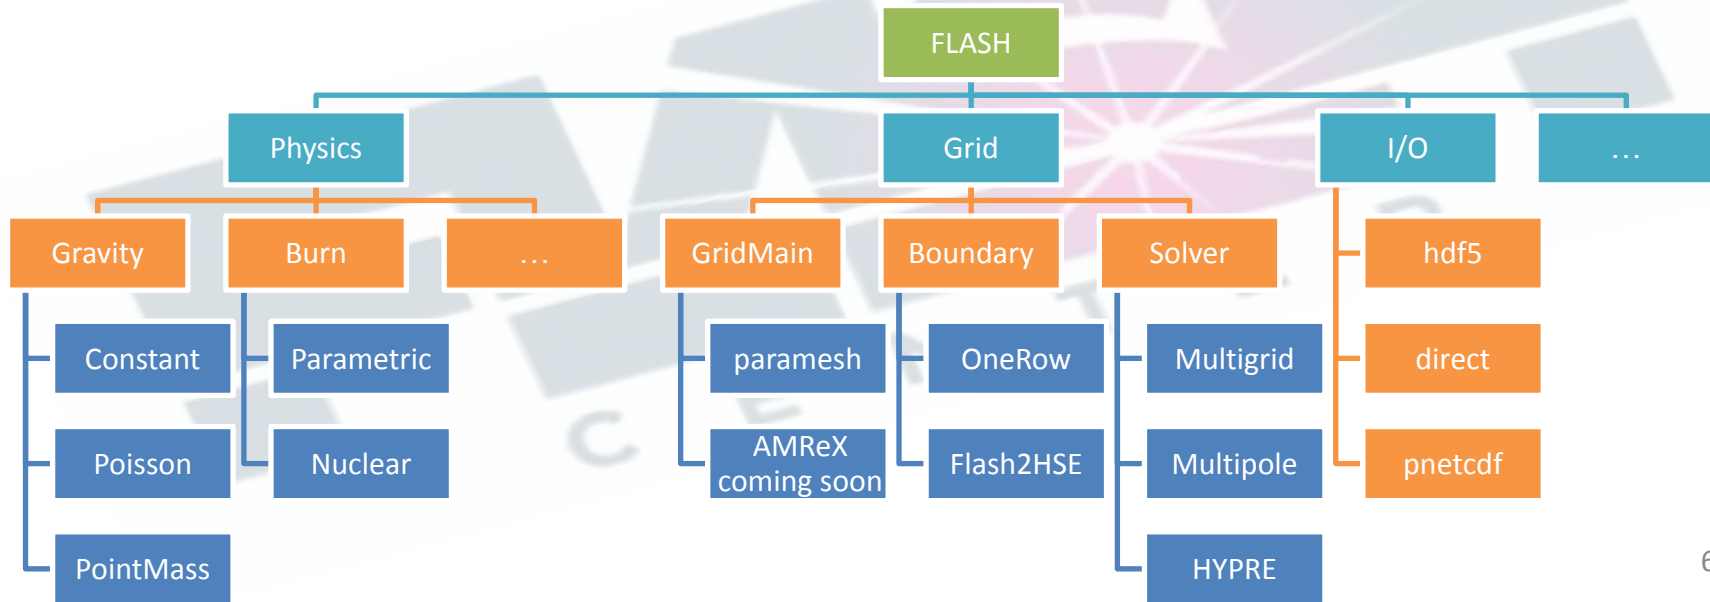 FLASH
Physics
Grid
I/O
...
Gravity
Burn
...
GridMain
Boundary
Solver
hdf5
Constant
Parametric
paramesh
OneRow
Multigrid
direct
Poisson
Nuclear
AMReX
coming soon
Flash2HSE
Multipole
pnetcdf
PointMass
HYPRE
6